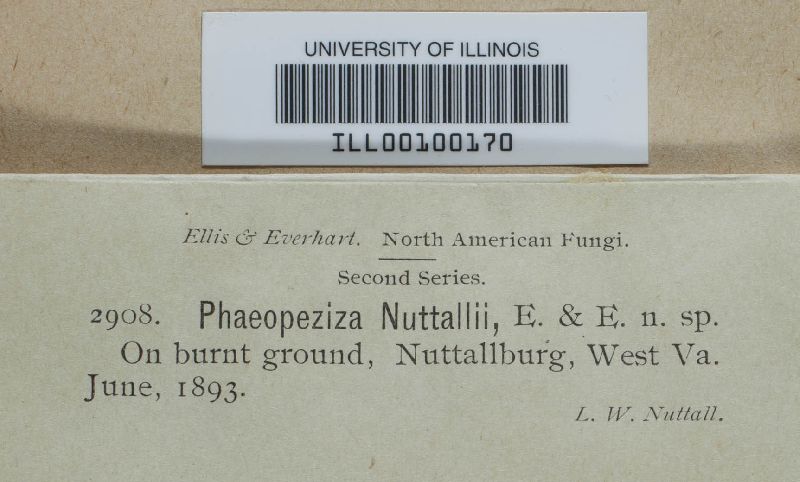 UNIVERSITY OF ILLINOIS
ILL00100170
Ellis & Everhart. North American Fungi.
Second Series.
2908. Phaeopeziza Nuttallii, E. & E. n. sp.
On burnt ground, Nuttallburg, West Va.
June, 1893.
L. W. Nuttall.